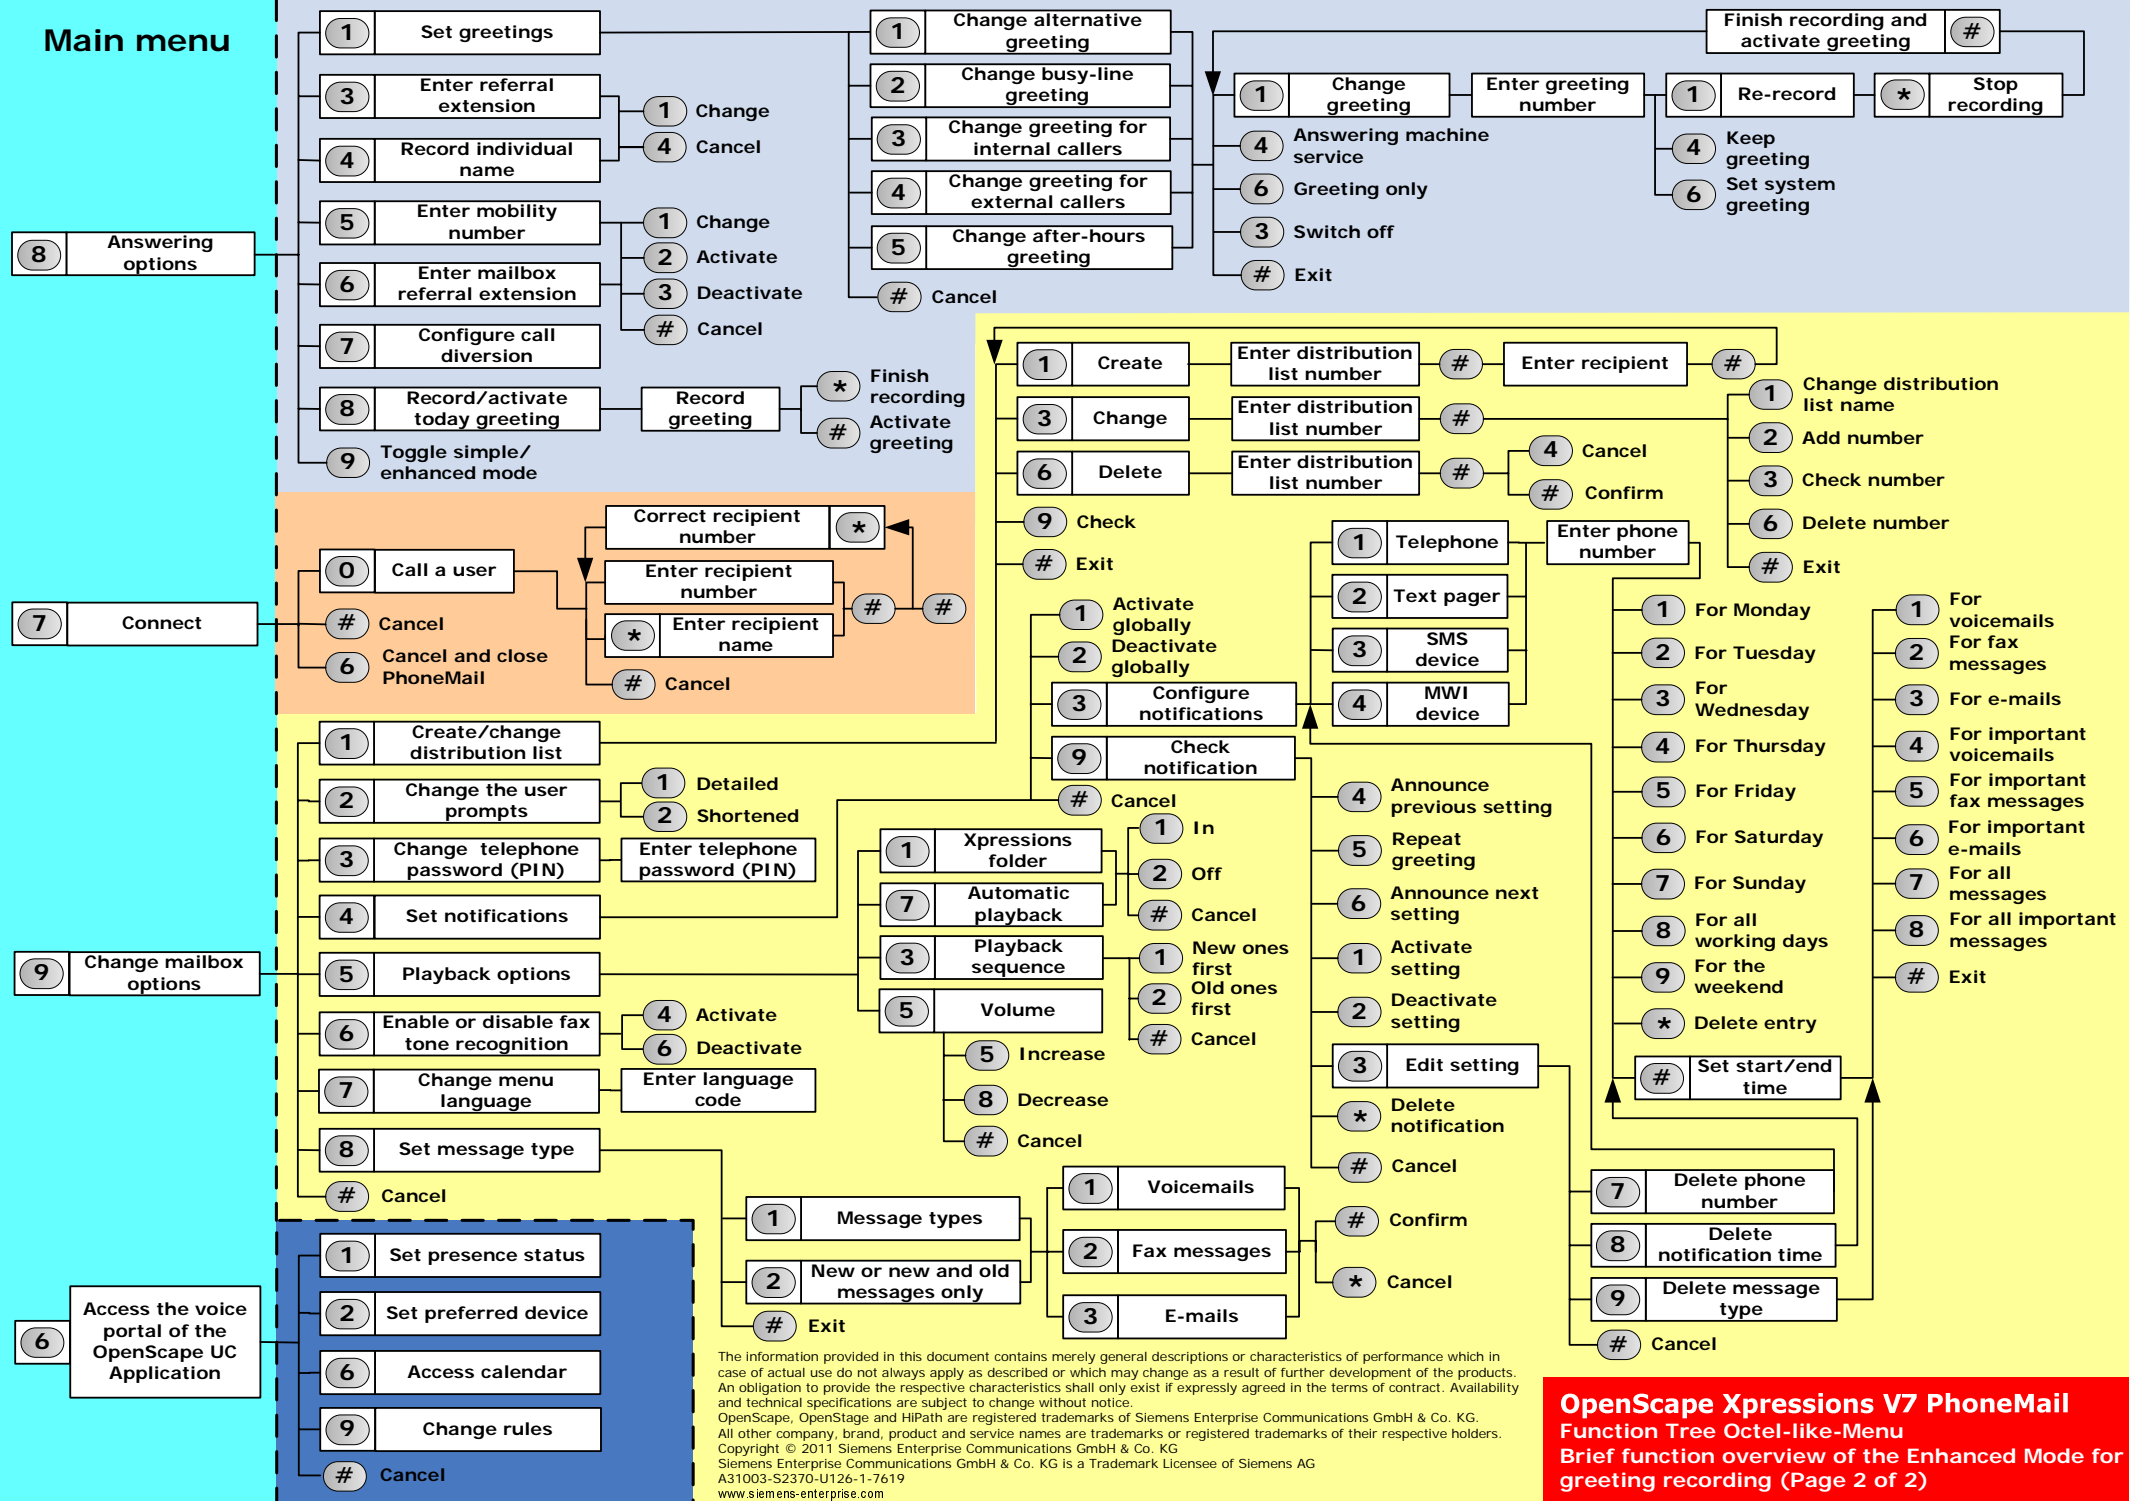 Main menu
8
Answering
options
1
Set greetings
3
Enter referral
extension
1
Change
4
Cancel
4
Record individual
name
5
Enter mobility
number
6
Enter mailbox
referral extension
1
Change
2
Activate
3
Deactivate
#
Cancel
7
Configure call
diversion
8
Record/activate
today greeting
Record
greeting
*
Finish
recording
#
Activate
greeting
9
Toggle simple/
enhanced mode
1
Change alternative
greeting
2
Change busy-line
greeting
3
Change greeting for
internal callers
4
Change greeting for
external callers
5
Change after-hours
greeting
#
Cancel
Finish recording and
activate greeting
#
1
Change
greeting
Enter greeting
number
1
Re-record
*
Stop
recording
4
Answering machine
service
6
Greeting only
3
Switch off
#
Exit
4
Keep
greeting
6
Set system
greeting
7
Connect
0
Call a user
#
Cancel
6
Cancel and close
PhoneMail
Correct recipient
number
*
Enter recipient
number
*
Enter recipient
name
#
#
#
Cancel
9
Change mailbox
options
1
Create/change
distribution list
2
Change the user
prompts
1
Detailed
2
Shortened
3
Change telephone
password (PIN)
Enter telephone
password (PIN)
4
Set notifications
5
Playback options
6
Enable or disable fax
tone recognition
4
Activate
6
Deactivate
7
Change menu
language
Enter language
code
8
Set message type
#
Cancel
1
Create
Enter distribution
list number
#
Enter recipient
#
3
Change
Enter distribution
list number
#
1
Change distribution
list name
2
Add number
3
Check number
6
Delete number
#
Exit
6
Delete
Enter distribution
list number
#
4
Cancel
#
Confirm
9
Check
#
Exit
1
Activate
globally
2
Deactivate
globally
3
Configure
notifications
9
Check
notification
#
Cancel
1
Telephone
2
Text pager
3
SMS
device
4
MWI
device
Enter phone
number
1
For Monday
2
For Tuesday
3
For
Wednesday
4
For Thursday
5
For Friday
6
For Saturday
7
For Sunday
8
For all
working days
9
For the
weekend
*
Delete entry
#
Set start/end
time
1
For
voicemails
2
For fax
messages
3
For e-mails
4
For important
voicemails
5
For important
fax messages
6
For important
e-mails
7
For all
messages
8
For all important
messages
#
Exit
1
Xpressions
folder
7
Automatic
playback
1
In
2
Off
#
Cancel
3
Playback
sequence
1
New ones
first
2
Old ones
first
#
Cancel
5
Volume
5
Increase
8
Decrease
#
Cancel
4
Announce
previous setting
5
Repeat
greeting
6
Announce next
setting
1
Activate
setting
2
Deactivate
setting
3
Edit setting
*
Delete
notification
#
Cancel
7
Delete phone
number
8
Delete
notification time
9
Delete message
type
#
Cancel
1
Message types
2
New or new and old
messages only
#
Exit
1
Voicemails
2
Fax messages
3
E-mails
#
Confirm
*
Cancel
6
Access the voice
portal of the
OpenScape UC
Application
1
Set presence status
2
Set preferred device
6
Access calendar
9
Change rules
#
Cancel
The information provided in this document contains merely general descriptions or characteristics of performance which in
case of actual use do not always apply as described or which may change as a result of further development of the products.
An obligation to provide the respective characteristics shall only exist if expressly agreed in the terms of contract. Availability
and technical specifications are subject to change without notice.
OpenScape, OpenStage and HiPath are registered trademarks of Siemens Enterprise Communications GmbH & Co. KG.
All other company, brand, product and service names are trademarks or registered trademarks of their respective holders.
Copyright © 2011 Siemens Enterprise Communications GmbH & Co. KG
Siemens Enterprise Communications GmbH & Co. KG is a Trademark Licensee of Siemens AG
A31003-S2370-U126-1-7619
www.siemens-enterprise.com
OpenScape Xpressions V7 PhoneMail
Function Tree Octel-like-Menu
Brief function overview of the Enhanced Mode for
greeting recording (Page 2 of 2)